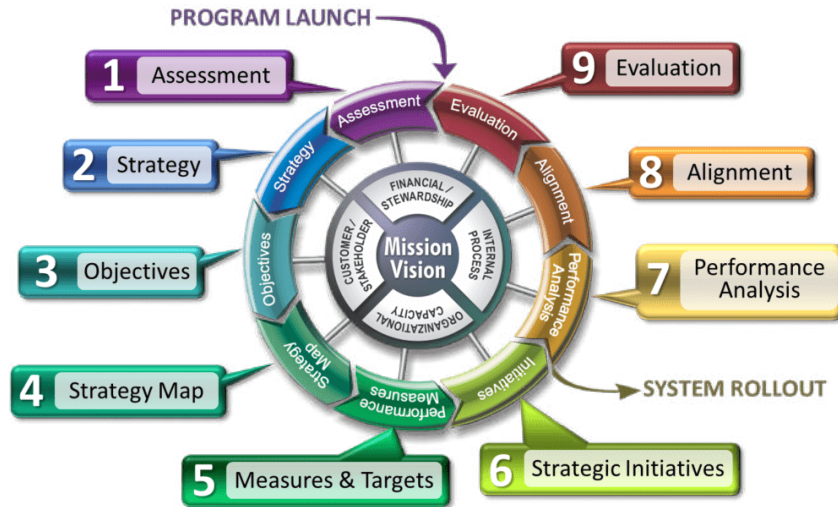 PROGRAM LAUNCH
1 Assessment
2 Strategy
3 Objectives
4 Strategy Map
5 Measures & Targets
6 Strategic Initiatives
7 Performance
Analysis
8 Alignment
9 Evaluation
SYSTEM ROLLOUT
Assessment
Strategy
Objectives
Strategy
Map
Performance
Measures
Initiatives
Performance
Analysis
Alignment
Evaluation
FINANCIAL /
STEWARDSHIP
CUSTOMER /
STAKEHOLDER
INTERNAL
PROCESS
ORGANIZATIONAL
CAPACITY
Mission
Vision